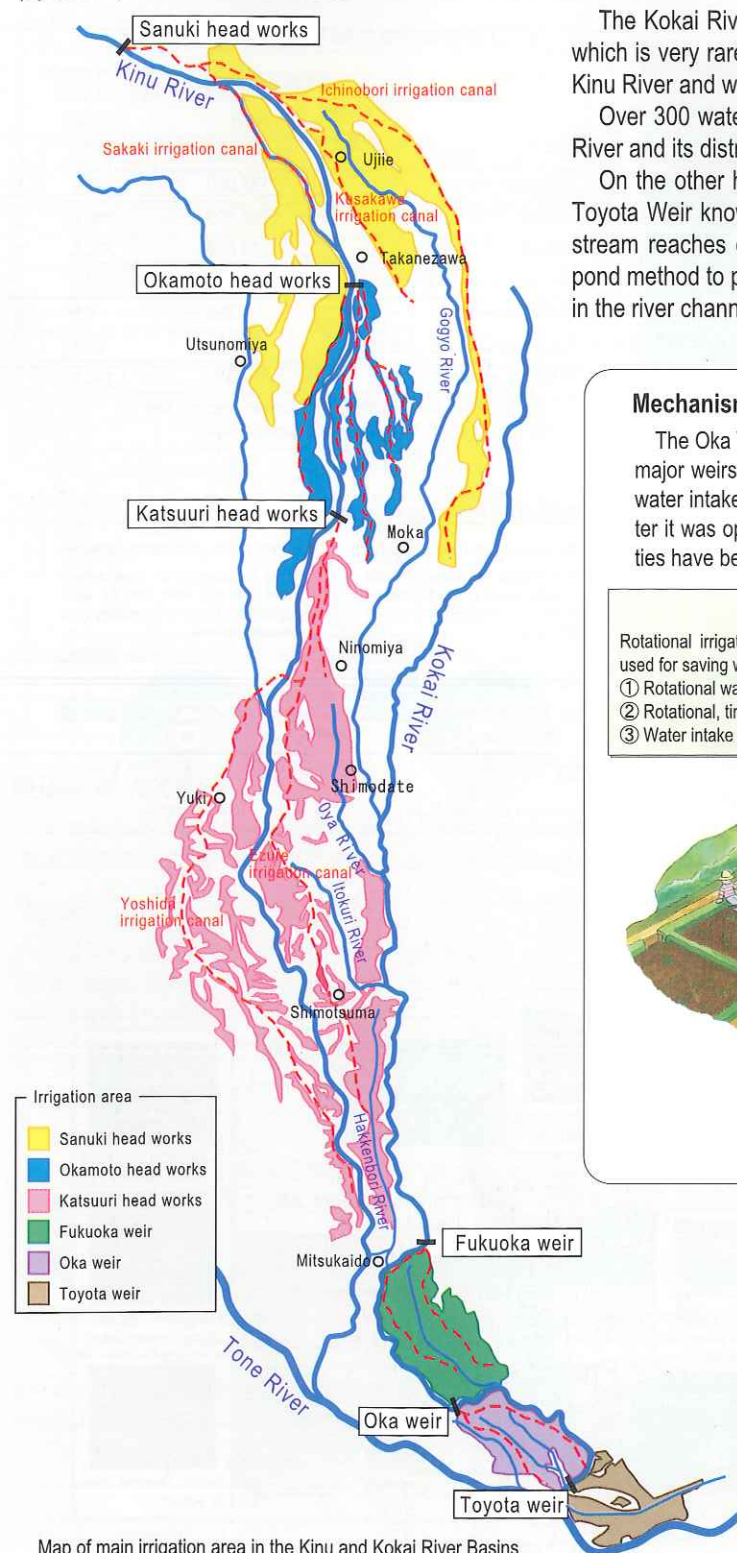 Sanuki head works
Kinu River
Ichinobori irrigation canal
Sakaki irrigation canal
Ujiie
Kusakawa
irrigation canal
Takanezawa
Okamoto head works
Gogyo River
Utsunomiya
Katsuuri head works
Moka
Ninomiya
Kokai River
Shimodate
Yuki
Oya River
Ezure
irrigation canal
Itokuri River
Yoshida
irrigation canal
Shimotsuma
Irrigation area
Sanuki head works
Okamoto head works
Katsuuri head works
Fukuoka weir
Oka weir
Toyota weir
Hakkenbori River
Fukuoka weir
Mitsukaido
Tone River
Oka weir
Toyota weir
Map of main irrigation area in the Kinu and Kokai River Basins
The Kokai Riv
which is very rare
Kinu River and w
Over 300 wate
River and its distr
On the other h
Toyota Weir know
stream reaches
pond method to p
in the river chann
Mechanism
The Oka
major weirs
water intake
ter it was op
ties have be
Rotational irrigat
used for saving w
① Rotational wa
② Rotational, tir
③ Water intake